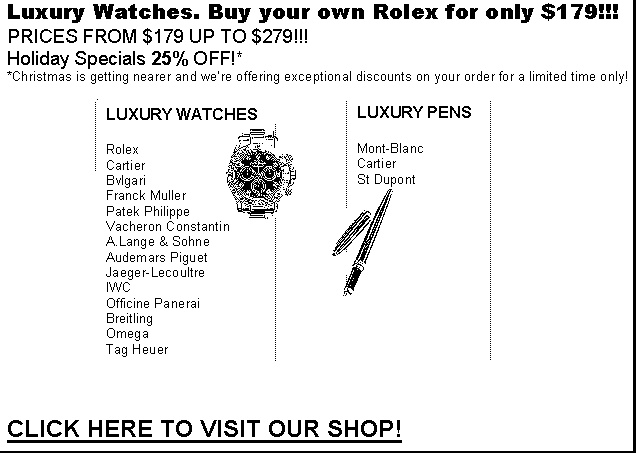 Luxury Watches. Buy your own Rolex for only $179!!!
PRICES FROM $179 UP TO $279!!!
Holiday Specials 25% OFF!*
*Christmas is getting nearer and we're offering exceptional discounts on your order for a limited time only!
LUXURY WATCHES
Rolex
Cartier
Bvlgari
Franck Muller
Patek Philippe
Vacheron Constantin
A.Lange & Sohne
Audemars Piguet
Jaeger-Lecoultre
IWC
Officine Panerai
Breitling
Omega
Tag Heuer
LUXURY PENS
Mont-Blanc
Cartier
St Dupont
CLICK HERE TO VISIT OUR SHOP!